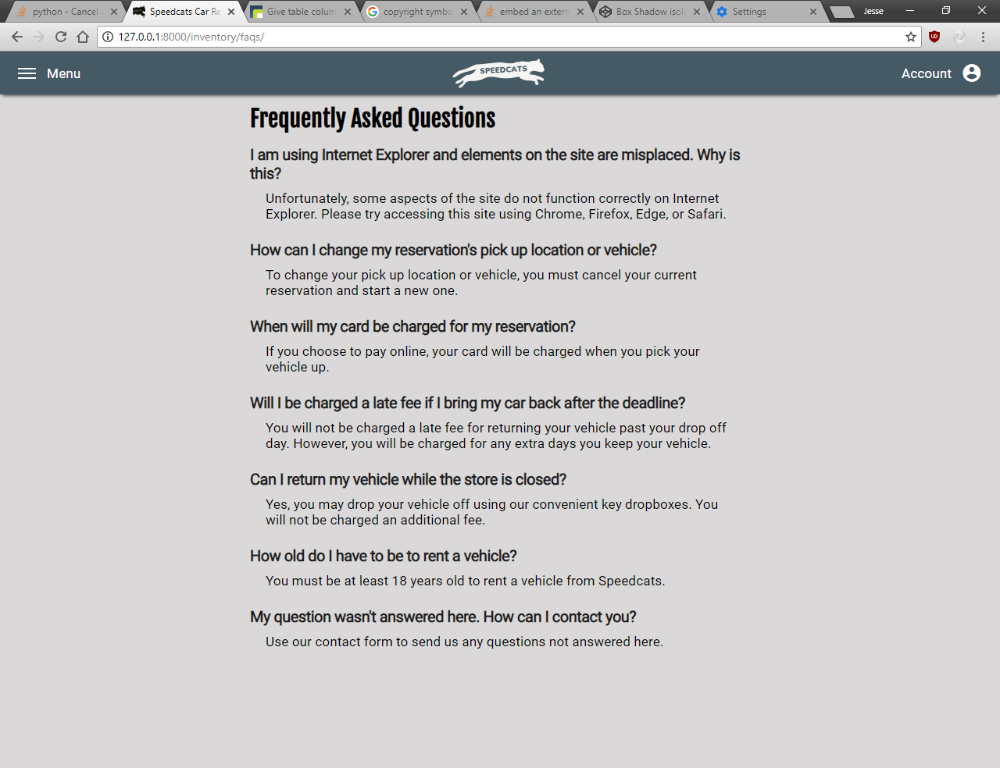 python - Cancel
Speedcats Car Re
Give table colum
copyright symbo
embed an extern
Box Shadow isol
Settings
Jesse
127.0.0.1:8000/inventory/faqs/
Menu
SPEEDCATS
Account
Frequently Asked Questions
I am using Internet Explorer and elements on the site are misplaced. Why is
this?
Unfortunately, some aspects of the site do not function correctly on Internet
Explorer. Please try accessing this site using Chrome, Firefox, Edge, or Safari.
How can I change my reservation's pick up location or vehicle?
To change your pick up location or vehicle, you must cancel your current
reservation and start a new one.
When will my card be charged for my reservation?
If you choose to pay online, your card will be charged when you pick your
vehicle up.
Will I be charged a late fee if I bring my car back after the deadline?
You will not be charged a late fee for returning your vehicle past your drop off
day. However, you will be charged for any extra days you keep your vehicle.
Can I return my vehicle while the store is closed?
Yes, you may drop your vehicle off using our convenient key dropboxes. You
will not be charged an additional fee.
How old do I have to be to rent a vehicle?
You must be at least 18 years old to rent a vehicle from Speedcats.
My question wasn't answered here. How can I contact you?
Use our contact form to send us any questions not answered here.